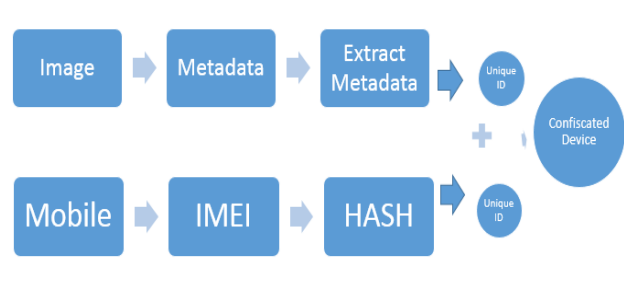 Image
Metadata
Extract
Metadata
Unique
ID
Confiscated
Device
Mobile
IMEI
HASH
Unique
ID